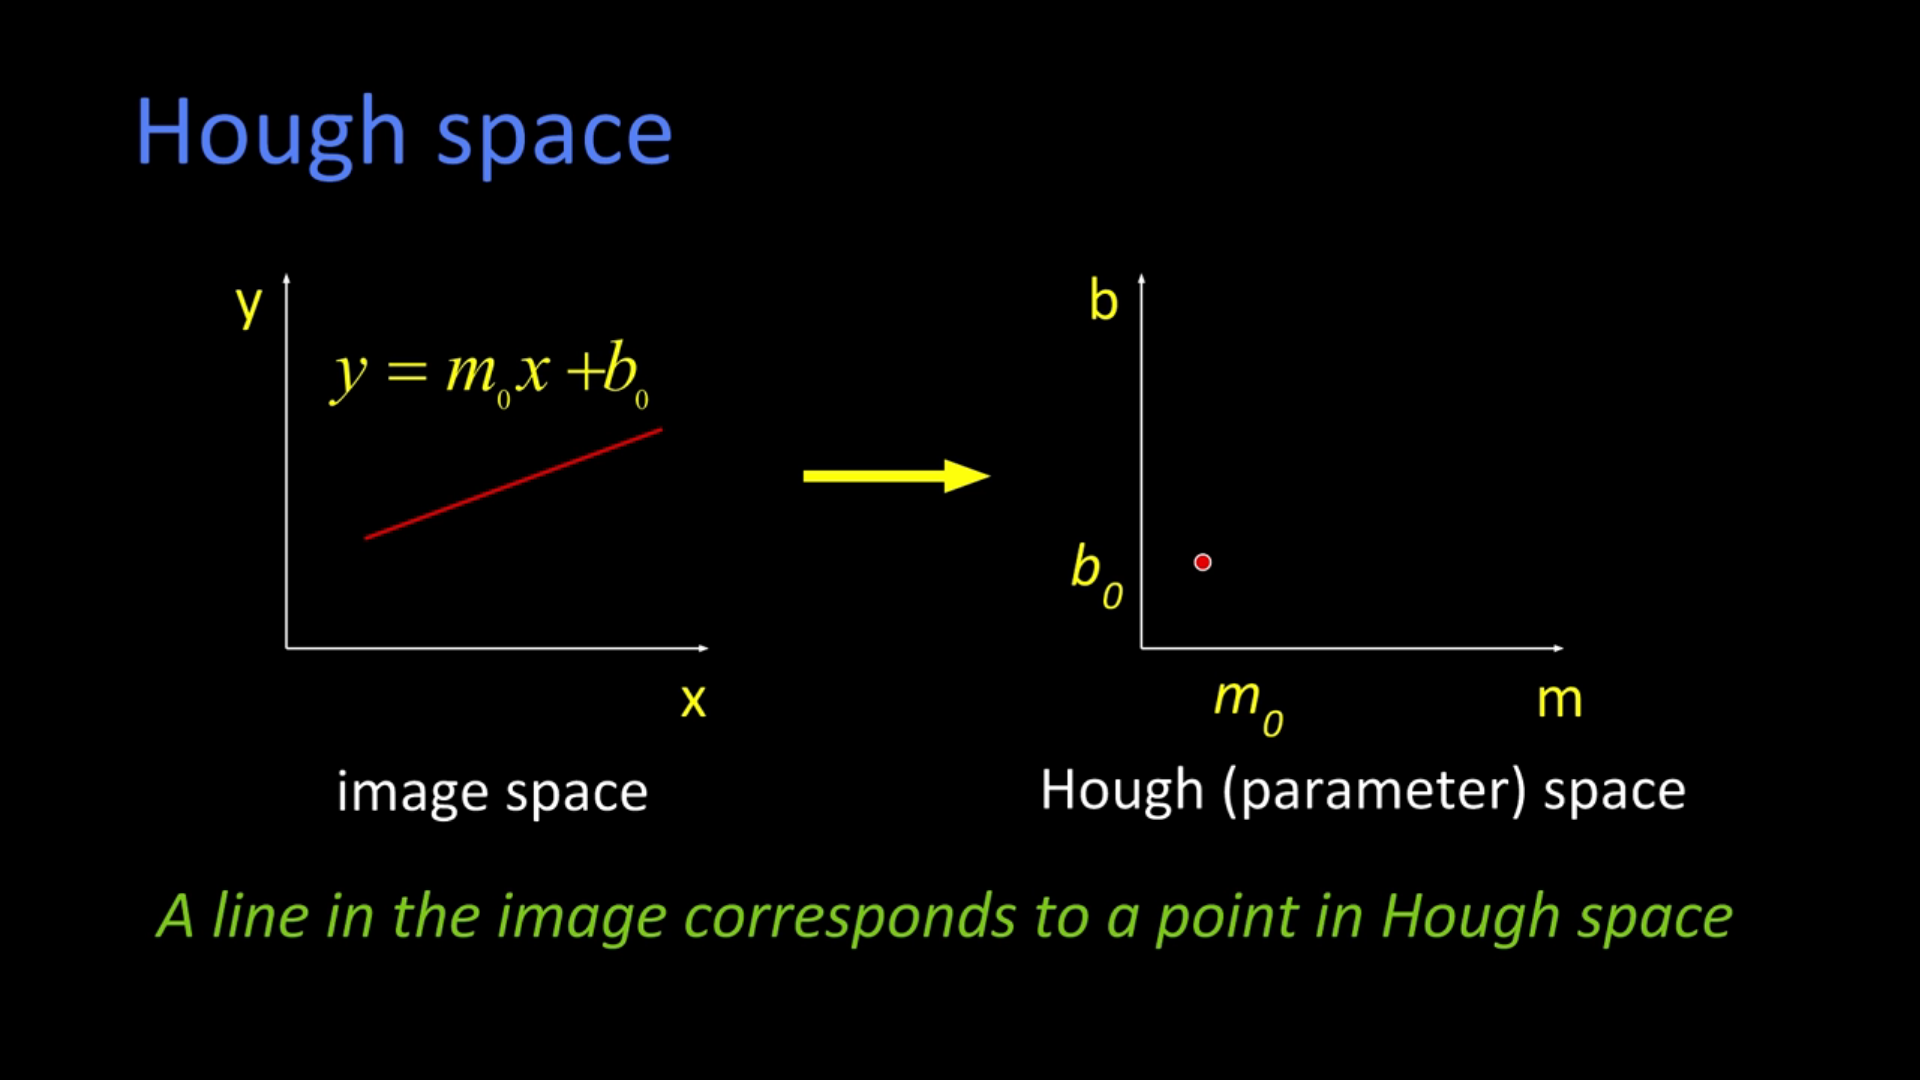 Hough space
y
y = m₀x +b₀
x
image space
b
b₀
m₀
m
Hough (parameter) space
A line in the image corresponds to a point in Hough space